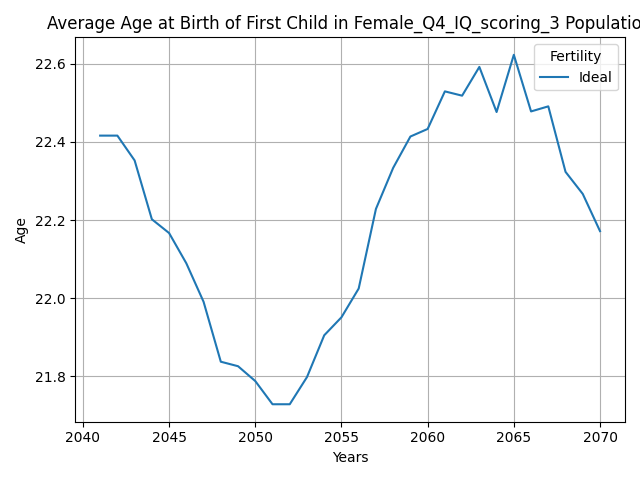 Average Age at Birth of First Child in Female_Q4_IQ_scoring_3 Populatio
Fertility
Ideal
22.6
22.4
22.2
22.0
21.8
Age
2040 2045 2050 2055 2060 2065 2070
Years